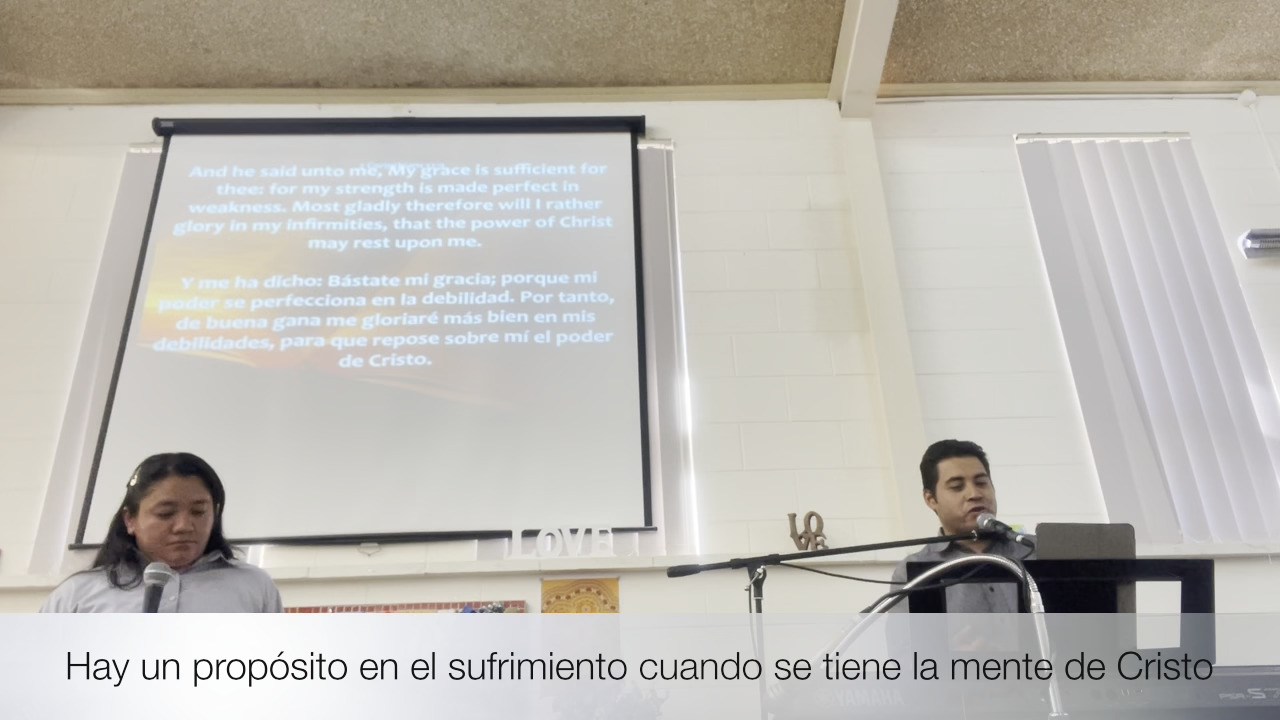 And he said unto me, My grace is sufficient for
thee: for my strength is made perfect in
weakness. Most gladly therefore will I rather
glory in my infirmities, that the power of Christ
may rest upon me.
Y me ha dicho: Bástate mi gracia; porque mi
poder se perfecciona en la debilidad. Por tanto,
de buena gana me gloriaré más bien en mis
debilidades, para que repose sobre mí el poder
de Cristo.
LOVE
LOVE
Hay un propósito en el sufrimiento cuando se tiene la mente de Cristo
YAMAHA